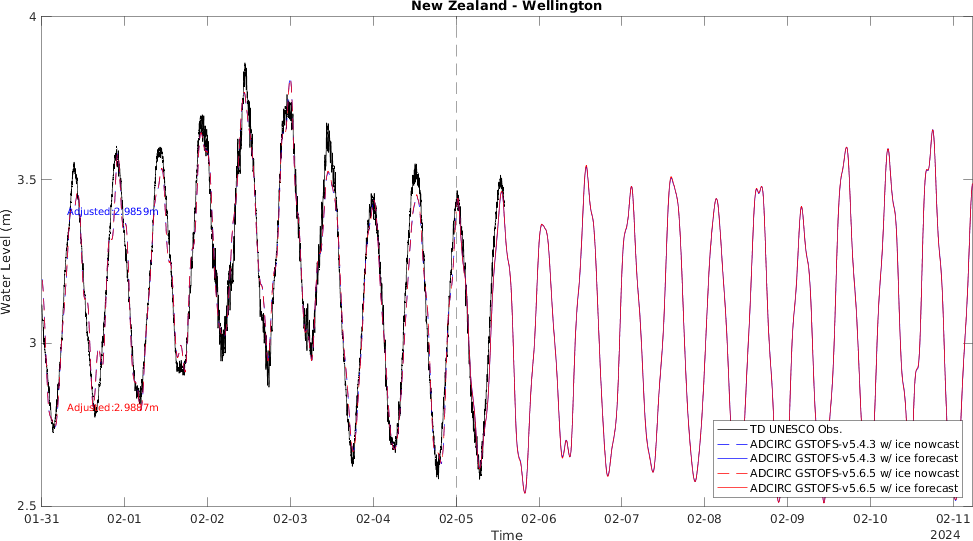 New Zealand - Wellington
4
3.5
3
2.5
Water Level (m)
Adjusted:2.9859m
Adjusted:2.9887m
TD UNESCO Obs.
ADCIRC GSTOFS-v5.4.3 w/ ice nowcast
ADCIRC GSTOFS-v5.4.3 w/ ice forecast
ADCIRC GSTOFS-v5.6.5 w/ ice nowcast
ADCIRC GSTOFS-v5.6.5 w/ ice forecast
01-31 02-01 02-02 02-03 02-04 02-05 02-06 02-07 02-08 02-09 02-10 02-11
Time
2024